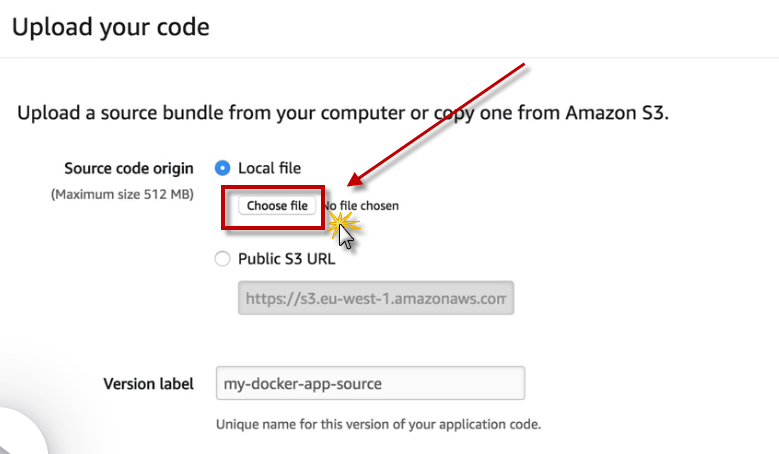 Upload your code
Upload a source bundle from your computer or copy one from Amazon S3.
Source code origin
Local file
(Maximum size 512 MB)
Choose file
No file chosen
Public S3 URL
https://s3.eu-west-1.amazonaws.com
Version label
my-docker-app-source
Unique name for this version of your application code.